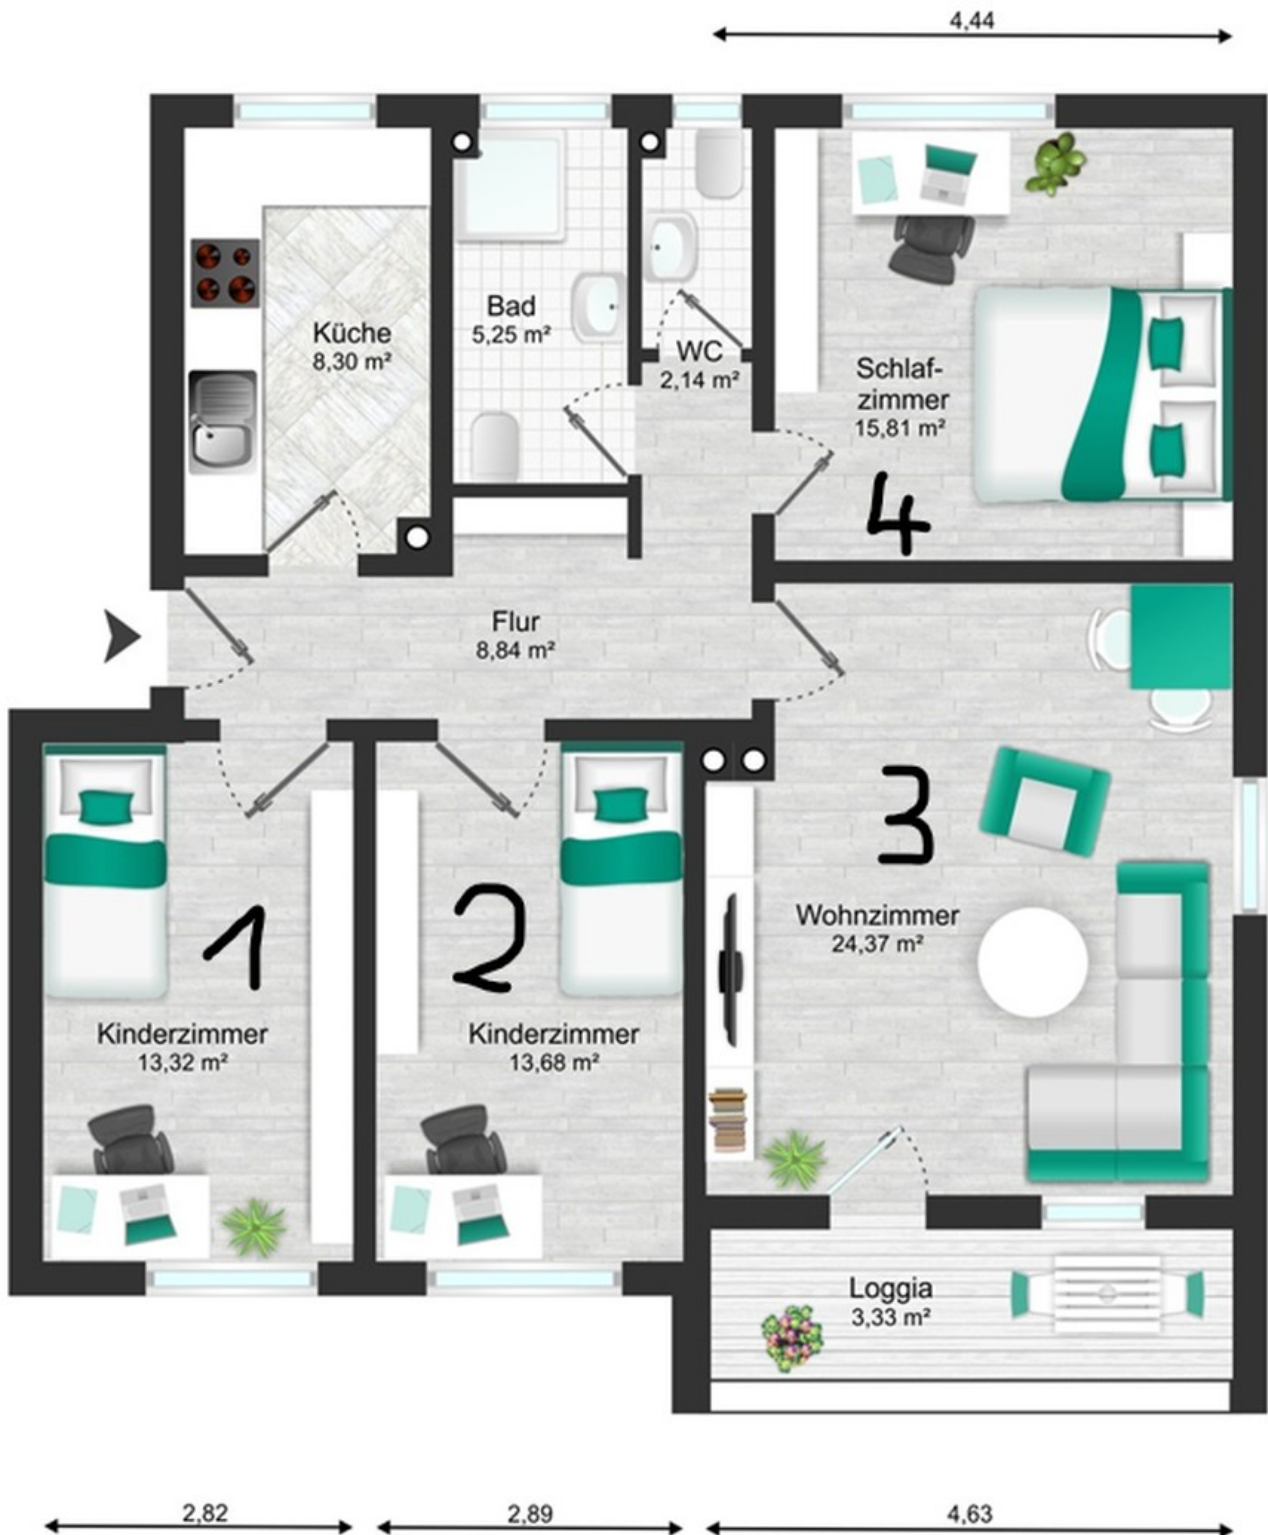 4,44
Küche
8,30 m²
Bad
5,25 m²
WC
2,14 m²
Schlaf-
zimmer
15,81 m²
4
Flur
8,84 m²
1
Kinderzimmer
13,32 m²
2
Kinderzimmer
13,68 m²
3
Wohnzimmer
24,37 m²
Loggia
3,33 m²
2,82
2,89
4,63